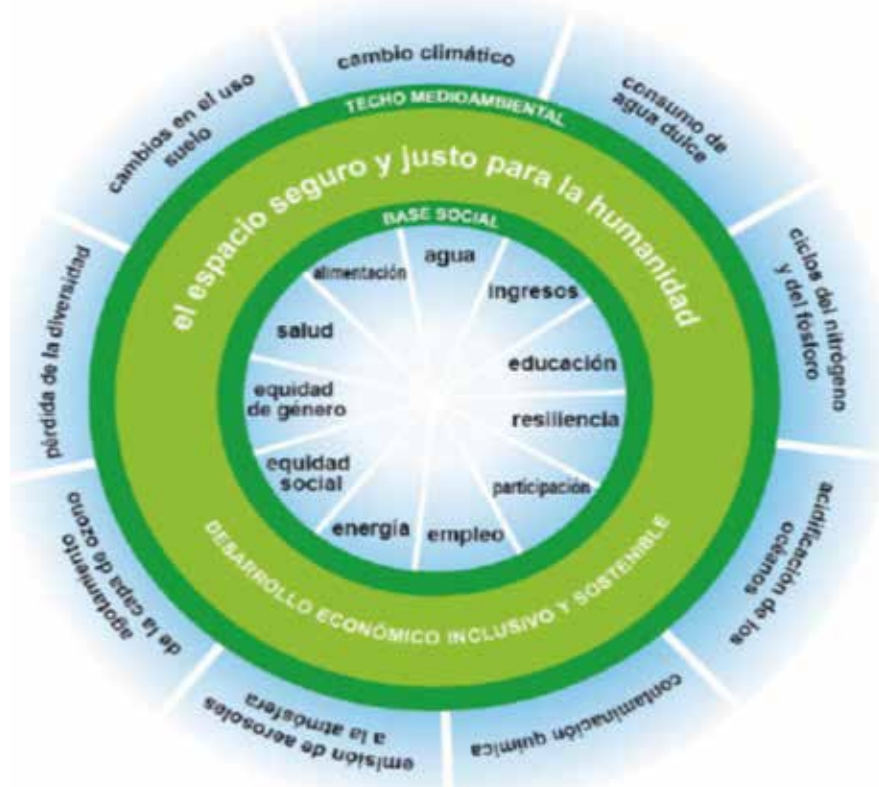 cambio climático
consumo de
agua dulce
ciclos del nitrógeno
y del fósforo
acidificación de los
océanos
contaminación química
emisión de aerosoles
a la atmósfera
agotamiento
de la capa de ozono
pérdida de la diversidad
cambios en el uso
suelo
TECHO MEDIOAMBIENTAL
el espacio seguro y justo para la humanidad
BASE SOCIAL
agua
ingresos
educación
resiliencia
participación
empleo
energía
equidad
social
equidad
de género
salud
alimentación
DESARROLLO ECONÓMICO INCLUSIVO Y SOSTENIBLE